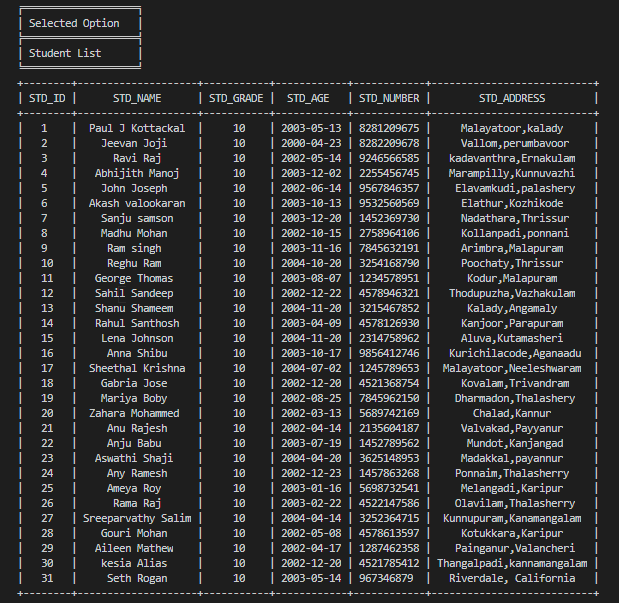 Selected Option
Student List
STD_ID | STD_NAME | STD_GRADE | STD_AGE | STD_NUMBER | STD_ADDRESS
1 | Paul J Kottackal | 10 | 2003-05-13 | 8281209675 | Malayatoor,kalady
2 | Jeevan Joji | 10 | 2000-04-23 | 8282209678 | Vallom,perumbavoor
3 | Ravi Raj | 10 | 2002-05-14 | 9246566585 | kadavanthra,Ernakulam
4 | Abhijith Manoj | 10 | 2003-12-02 | 2255456745 | Marampilly,Kunnuvazhi
5 | John Joseph | 10 | 2002-06-14 | 9567846357 | Elavamkudi,palashery
6 | Akash valookaran | 10 | 2003-10-13 | 9532560569 | Elathur,Kozhikode
7 | Sanju samson | 10 | 2003-12-20 | 1452369730 | Nadathara,Thrissur
8 | Madhu Mohan | 10 | 2002-10-15 | 2758964106 | Kollanpadi,ponnani
9 | Ram singh | 10 | 2003-11-16 | 7845632191 | Arimbra,Malapuram
10 | Reghu Ram | 10 | 2004-10-20 | 3254168790 | Poochaty,Thrissur
11 | George Thomas | 10 | 2003-08-07 | 1234578951 | Kodur,Malapuram
12 | Sahil Sandeep | 10 | 2002-12-22 | 4578946321 | Thodupuzha,Vazhakulam
13 | Shanu Shameem | 10 | 2004-11-20 | 3215467852 | Kalady,Angamaly
14 | Rahul Santhosh | 10 | 2003-04-09 | 4578126930 | Kanjoor,Parapuram
15 | Lena Johnson | 10 | 2004-11-20 | 2314758962 | Aluva,Kutamasheri
16 | Anna Shibu | 10 | 2003-10-17 | 9856412746 | Kurichilacode,Aganaadu
17 | Sheethal Krishna | 10 | 2004-07-02 | 1245789653 | Malayatoor,Neeleshwaram
18 | Gabria Jose | 10 | 2002-12-20 | 4521368754 | Kovalam,Trivandram
19 | Mariya Boby | 10 | 2002-08-25 | 7845962150 | Dharmadon,Thalashery
20 | Zahara Mohammed | 10 | 2002-03-13 | 5689742169 | Chalad,Kannur
21 | Anu Rajesh | 10 | 2002-04-14 | 2135604187 | Valvakad,Payyanur
22 | Anju Babu | 10 | 2003-07-19 | 1452789562 | Mundot,Kanjangad
23 | Aswathi Shaji | 10 | 2004-04-20 | 3625148953 | Madakkal,payannur
24 | Any Ramesh | 10 | 2002-12-23 | 1457863268 | Ponnaim,Thalasherry
25 | Ameya Roy | 10 | 2003-01-16 | 5698732541 | Melangadi,Karipur
26 | Rama Raj | 10 | 2003-02-22 | 4522147586 | Olavilam,Thalasherry
27 | Sreeparvathy Salim | 10 | 2004-04-14 | 3252364715 | Kunnupuram,Kanamangalam
28 | Gouri Mohan | 10 | 2002-05-08 | 4578613597 | Kotukkara,Karipur
29 | Aileen Mathew | 10 | 2002-04-17 | 1287462358 | Painganur,Valancheri
30 | kesia Alias | 10 | 2002-12-20 | 4521785412 | Thangalpadi,kannamangalam
31 | Seth Rogan | 10 | 2003-05-14 | 967346879 | Riverdale, California